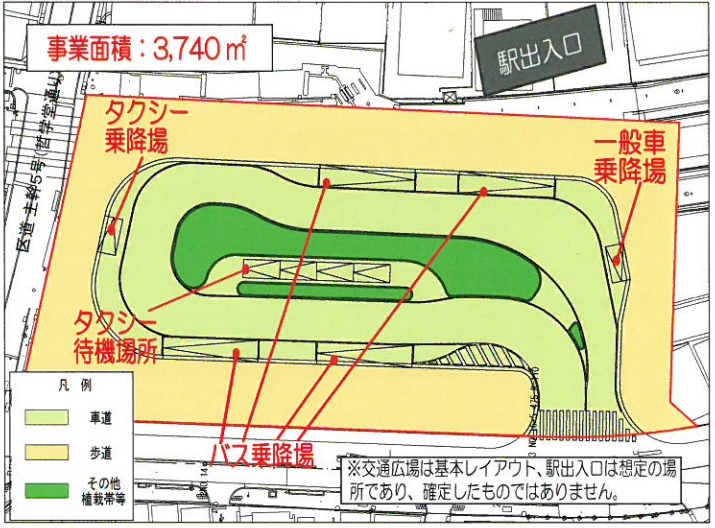 事業面積：3,740㎡
駅出入口
タクシー
乗降場
一般車
乗降場
区道 主幹5号(哲学堂通り)
タクシー
待機場所
バス乗降場
凡 例
車道
歩道
その他
植栽帯等
※交通広場は基本レイアウト、駅出入口は想定の場
所であり、確定したものではありません。